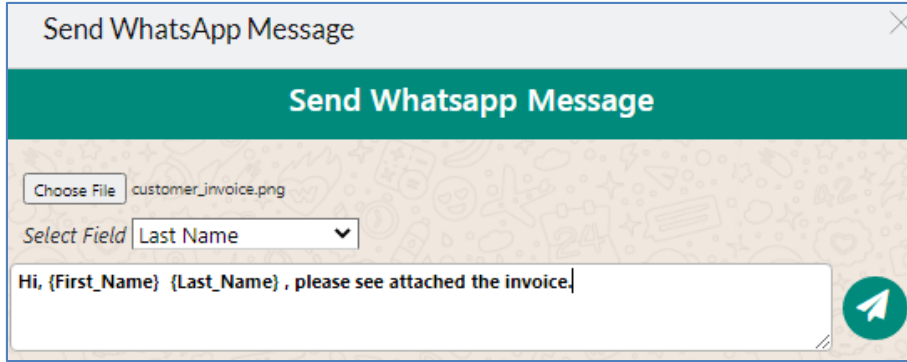 Send WhatsApp Message
Send Whatsapp Message
Choose File customer_invoice.png
Select Field Last Name
Hi, {First_Name}  {Last_Name} , please see attached the invoice.